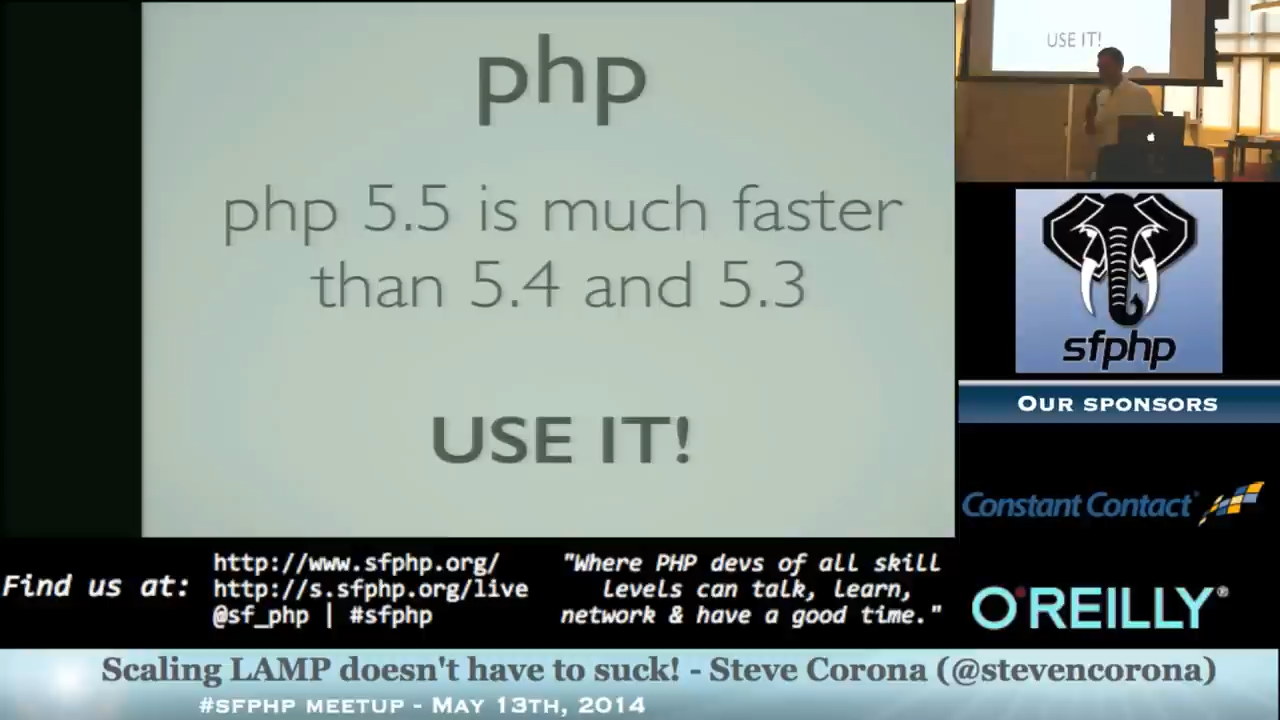 php
php 5.5 is much faster
than 5.4 and 5.3
USE IT!
USE IT!
sfphp
Our sponsors
Constant Contact®
O'REILLY®
Find us at:
http://www.sfphp.org/
http://s.sfphp.org/live
@sf_php | #sfphp
"Where PHP devs of all skill
Levels can talk, learn,
network & have a good time."
Scaling LAMP doesn't have to suck! - Steve Corona (@stevencorona)
#sfphp meetup - May 13th, 2014